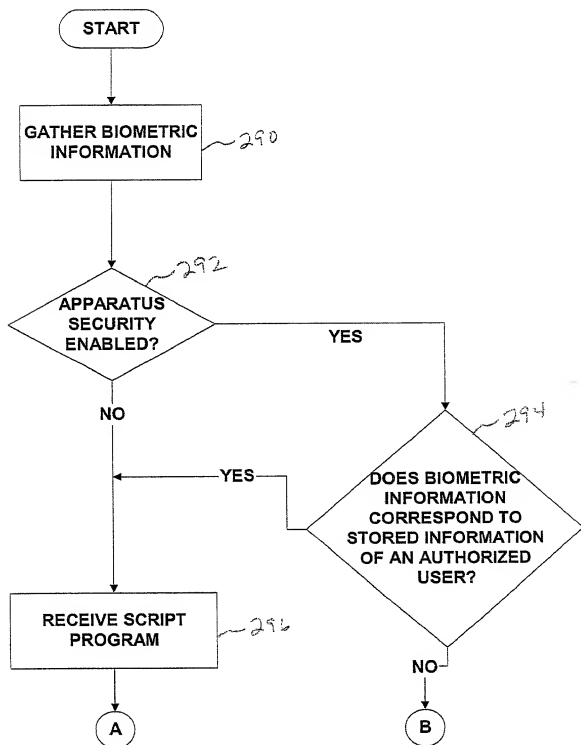 START
GATHER BIOMETRIC
INFORMATION
290
292
APPARATUS
SECURITY
ENABLED?
YES
NO
294
YES
DOES BIOMETRIC
INFORMATION
CORRESPOND TO
STORED INFORMATION
OF AN AUTHORIZED
USER?
RECEIVE SCRIPT
PROGRAM
296
NO
A
B